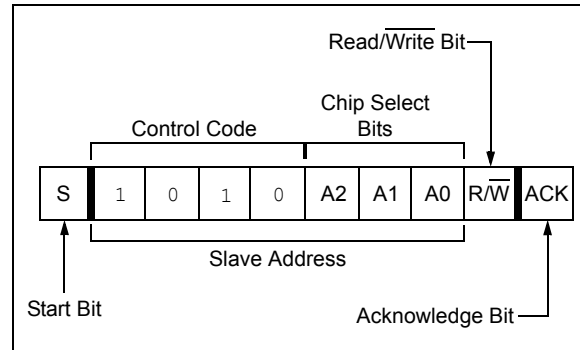 Read/Write Bit
Chip Select
Bits
Control Code
S 1 0 1 0 A2 A1 A0 R/W ACK
Slave Address
Start Bit
Acknowledge Bit